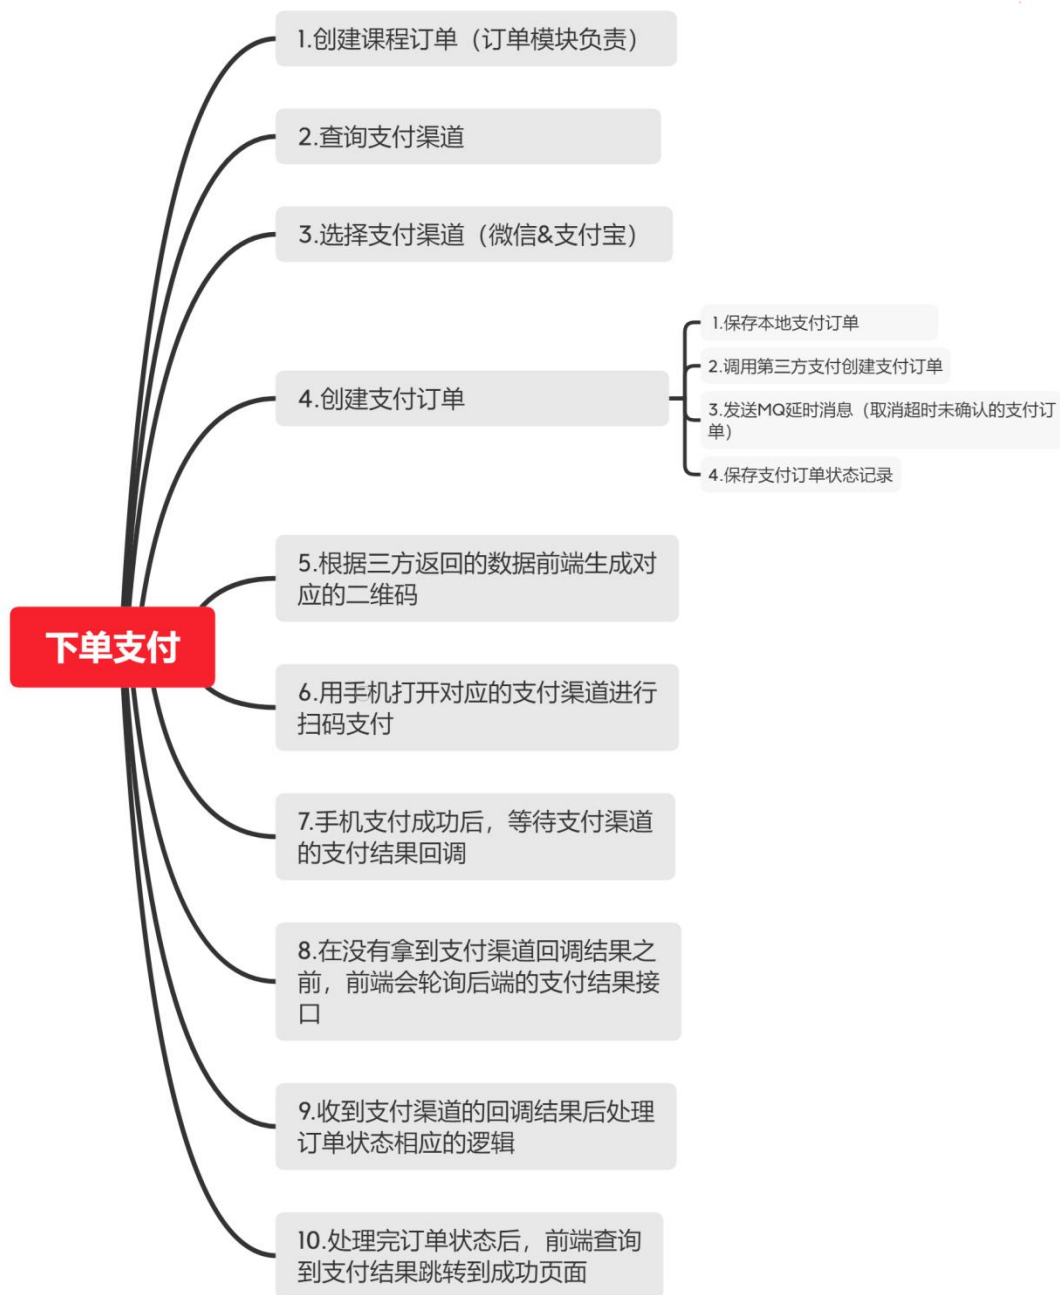 1.创建课程订单（订单模块负责）
2.查询支付渠道
3.选择支付渠道（微信&支付宝）
4.创建支付订单
1.保存本地支付订单
2.调用第三方支付创建支付订单
3.发送MQ延时消息（取消超时未确认的支付订
单）
4.保存支付订单状态记录
5.根据三方返回的数据前端生成对
应的二维码
下单支付
6.用手机打开对应的支付渠道进行
扫码支付
7.手机支付成功后，等待支付渠道
的支付结果回调
8.在没有拿到支付渠道回调结果之
前，前端会轮询后端的支付结果接
口
9.收到支付渠道的回调结果后处理
订单状态相应的逻辑
10.处理完订单状态后，前端查询
到支付结果跳转到成功页面